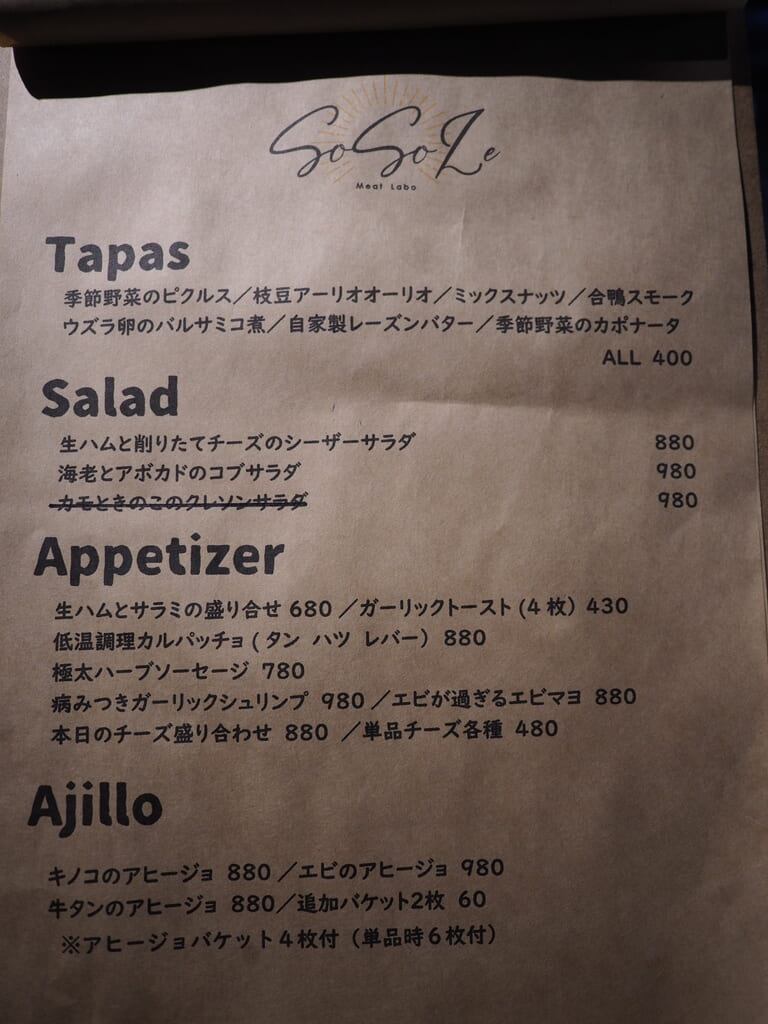 SoSoLe
Meat Labo
Tapas
季節野菜のピクルス／枝豆アーリオオーリオ／ミックスナッツ／合鴨スモーク
ウズラ卵のバルサミコ煮／自家製レーズンバター／季節野菜のカポナータ
ALL 400
Salad
生ハムと削りたてチーズのシーザーサラダ 880
海老とアボカドのコブサラダ 980
カモときのこのクレソンサラダ 980
Appetizer
生ハムとサラミの盛り合せ 680 ／ガーリックトースト (4枚) 430
低温調理カルパッチョ ( タン ハツ レバー） 880
極太ハーブソーセージ 780
病みつきガーリックシュリンプ 980 ／エビが過ぎるエビマヨ 880
本日のチーズ盛り合わせ 880 ／単品チーズ各種 480
Ajillo
キノコのアヒージョ 880 ／エビのアヒージョ 980
牛タンのアヒージョ 880／追加バケット2枚 60
※アヒージョバケット４枚付（単品時６枚付）